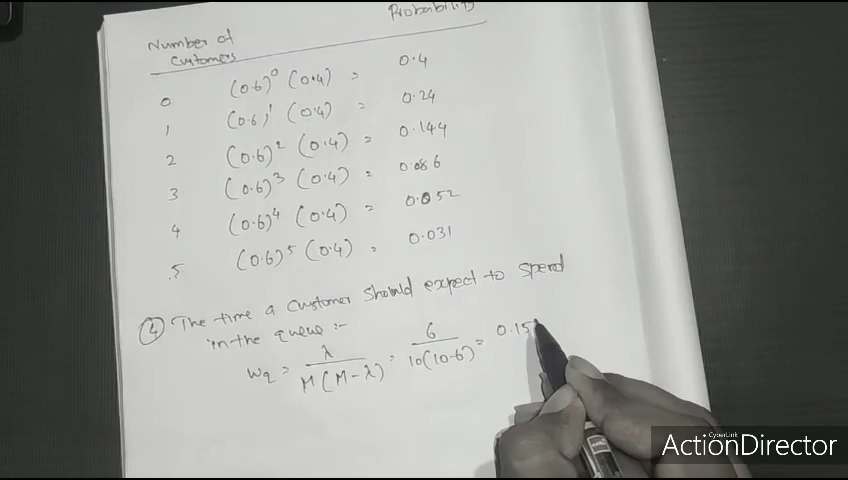 Probability
Number of
Customers
0 (0.6)⁰ (0.4) = 0.4
1 (0.6)¹ (0.4) = 0.24
2 (0.6)² (0.4) = 0.144
3 (0.6)³ (0.4) = 0.086
4 (0.6)⁴ (0.4) = 0.052
5 (0.6)⁵ (0.4) = 0.031
④ The time a customer should expect to spend
in the queue :-
Wq = λ / M(M-λ) = 6 / 10(10-6) = 0.15
CyberLink
ActionDirector